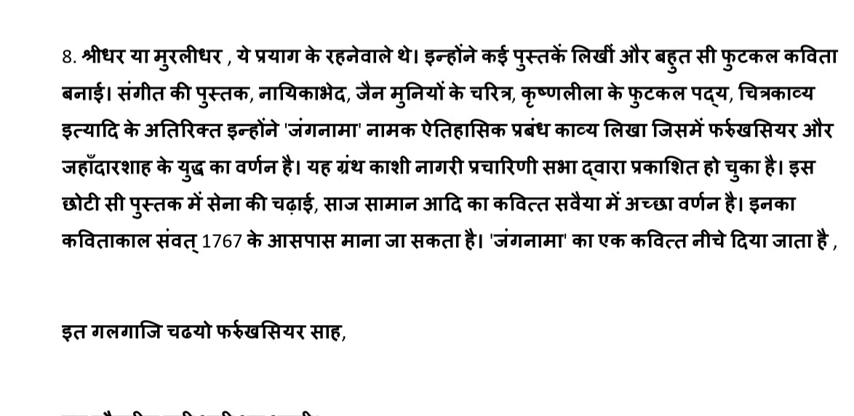 8. श्रीधर या मुरलीधर , ये प्रयाग के रहनेवाले थे। इन्होंने कई पुस्तकें लिखीं और बहुत सी फुटकल कविता
बनाई। संगीत की पुस्तक, नायिकाभेद, जैन मुनियों के चरित्र, कृष्णलीला के फुटकल पद्य, चित्रकाव्य
इत्यादि के अतिरिक्त इन्होंने 'जंगनामा' नामक ऐतिहासिक प्रबंध काव्य लिखा जिसमें फर्रुखसियर और
जहाँदारशाह के युद्ध का वर्णन है। यह ग्रंथ काशी नागरी प्रचारिणी सभा द्वारा प्रकाशित हो चुका है। इस
छोटी सी पुस्तक में सेना की चढ़ाई, साज सामान आदि का कवित्त सवैया में अच्छा वर्णन है। इनका
कविताकाल संवत् 1767 के आसपास माना जा सकता है। 'जंगनामा' का एक कवित्त नीचे दिया जाता है ,
इत गलगाजि चढयो फर्रुखसियर साह,